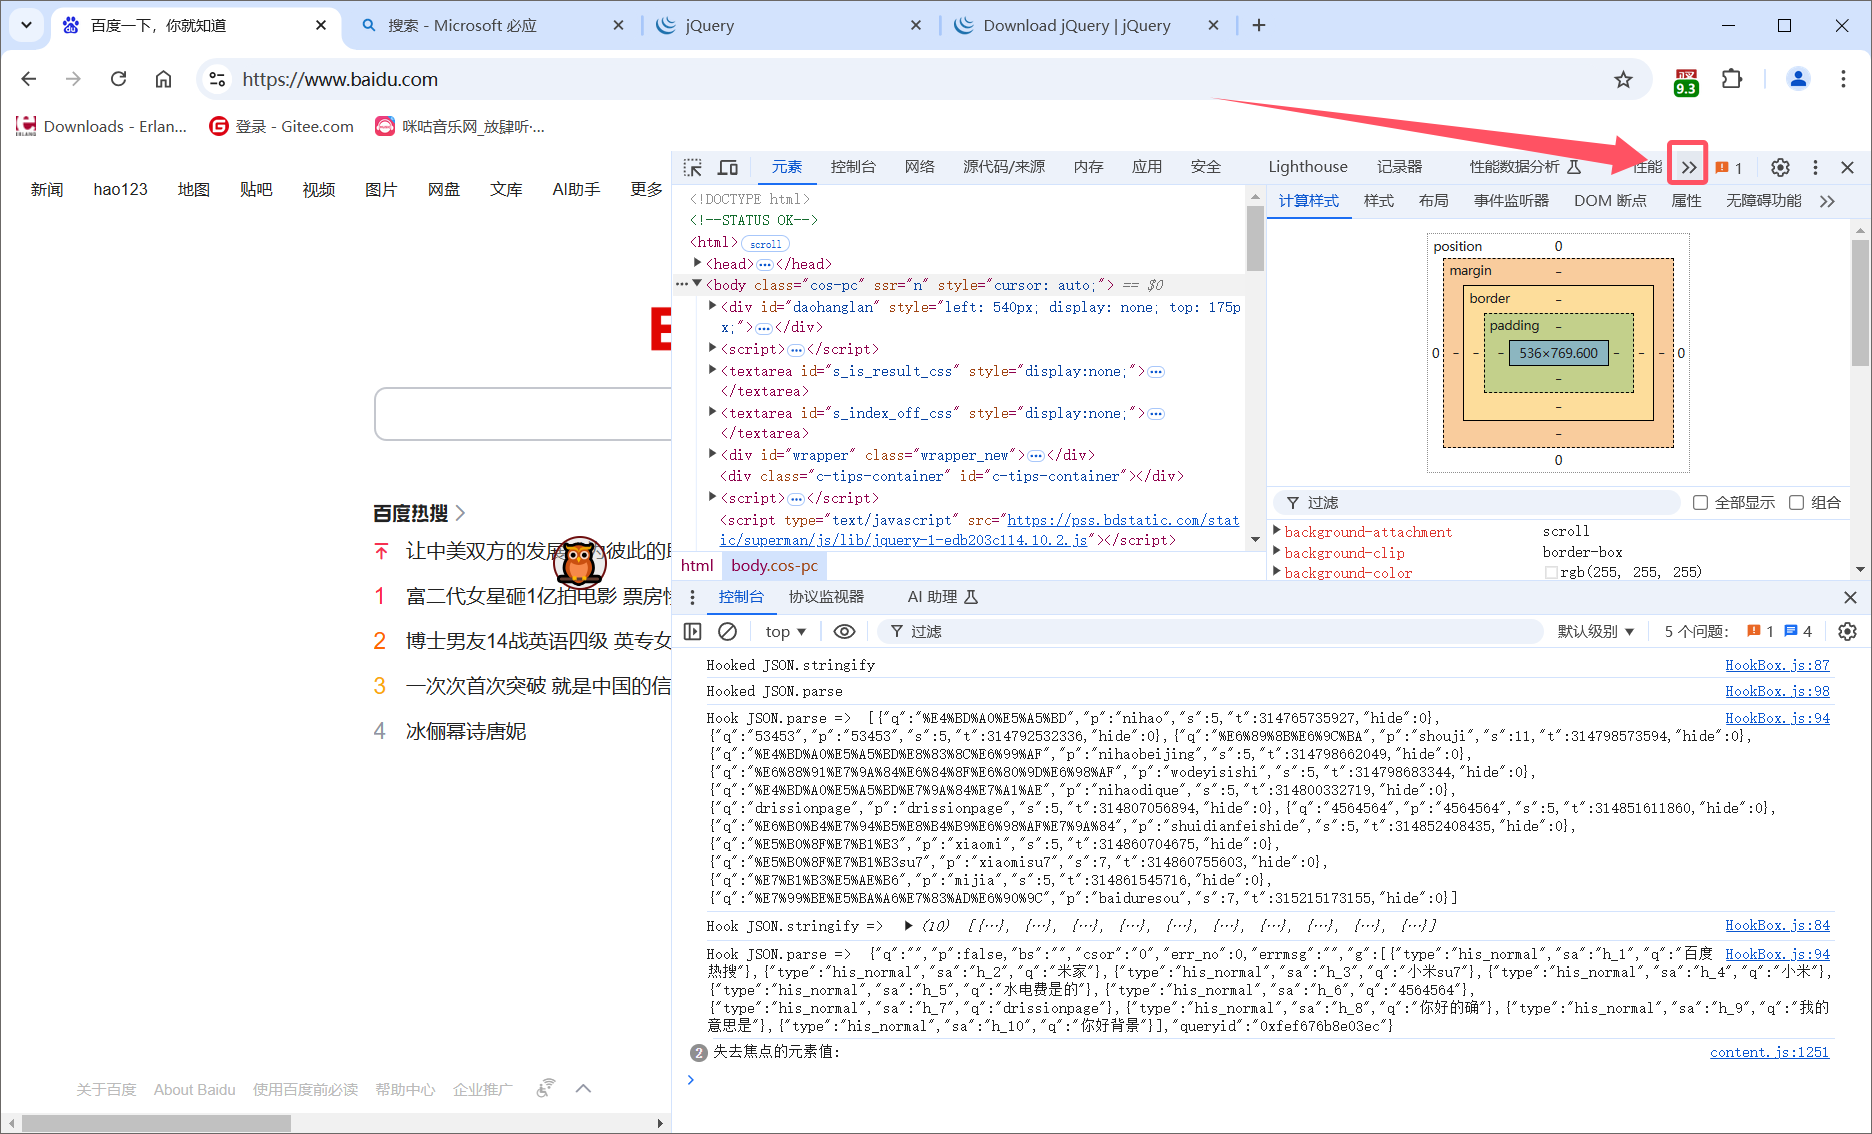 百度一下，你就知道
搜索 - Microsoft 必应
jQuery
Download jQuery | jQuery
https://www.baidu.com
9.3
Downloads - Erlan...
登录 - Gitee.com
咪咕音乐网_放肆听·...
新闻 hao123 地图 贴吧 视频 图片 网盘 文库 AI助手 更多
元素 控制台 网络 源代码/来源 内存 应用 安全 Lighthouse 记录器 性能数据分析 性能 1
<!DOCTYPE html>
<!--STATUS OK-->
<html> scroll
<head> </head>
<body class="cos-pc" ssr="n" style="cursor: auto;"> == $0
<div id="daohanglan" style="left: 540px; display: none; top: 175p
x;"> </div>
<script> </script>
<textarea id="s_is_result_css" style="display:none;">
</textarea>
<textarea id="s_index_off_css" style="display:none;">
</textarea>
<div id="wrapper" class="wrapper_new"> </div>
<div class="c-tips-container" id="c-tips-container"></div>
<script> </script>
<script type="text/javascript" src="https://pss.bdstatic.com/stat
ic/superman/js/lib/jquery-1-edb203c114.10.2.js"></script>
html body.cos-pc
计算样式 样式 布局 事件监听器 DOM 断点 属性 无障碍功能
position 0
margin -
border -
padding -
0 - - - 536×769.600 - - - 0
-
-
-
0
过滤 全部显示 组合
background-attachment scroll
background-clip border-box
background-color rgb(255, 255, 255)
百度热搜
让中美双方的发展 彼此的
1 富二代女星砸1亿拍电影 票房
2 博士男友14战英语四级 英专女
3 一次次首次突破 就是中国的信
4 冰俪幂诗唐妮
关于百度 About Baidu 使用百度前必读 帮助中心 企业推广
控制台 协议监视器 AI 助理
top 过滤 默认级别 5 个问题: 1 4
Hooked JSON.stringify HookBox.js:87
Hooked JSON.parse HookBox.js:98
Hook JSON.parse => [{"q":"%E4%BD%A0%E5%A5%BD","p":"nihao","s":5,"t":314765735927,"hide":0}, HookBox.js:94
{"q":"53453","p":"53453","s":5,"t":314792532336,"hide":0},{"q":"%E6%89%8B%E6%9C%BA","p":"shouji","s":11,"t":314798573594,"hide":0},
{"q":"%E4%BD%A0%E5%A5%BD%E8%83%8C%E6%99%AF","p":"nihaobeijing","s":5,"t":314798662049,"hide":0},
{"q":"%E6%88%91%E7%9A%84%E6%84%8F%E6%80%9D%E6%98%AF","p":"wodeyisishi","s":5,"t":314798683344,"hide":0},
{"q":"%E4%BD%A0%E5%A5%BD%E7%9A%84%E7%A1%AE","p":"nihaodique","s":5,"t":314800332719,"hide":0},
{"q":"drissionpage","p":"drissionpage","s":5,"t":314807056894,"hide":0},{"q":"4564564","p":"4564564","s":5,"t":314851611860,"hide":0},
{"q":"%E6%B0%B4%E7%94%B5%E8%B4%B9%E6%98%AF%E7%9A%84","p":"shuidianfeishide","s":5,"t":314852408435,"hide":0},
{"q":"%E5%B0%8F%E7%B1%B3","p":"xiaomi","s":5,"t":314860704675,"hide":0},
{"q":"%E5%B0%8F%E7%B1%B3su7","p":"xiaomisu7","s":7,"t":314860755603,"hide":0},
{"q":"%E7%B1%B3%E5%AE%B6","p":"mijia","s":5,"t":314861545716,"hide":0},
{"q":"%E7%99%BE%E5%BA%A6%E7%83%AD%E6%90%9C","p":"baiduresou","s":7,"t":315215173155,"hide":0}]
Hook JSON.stringify => (10) [{…}, {…}, {…}, {…}, {…}, {…}, {…}, {…}, {…}, {…}] HookBox.js:84
Hook JSON.parse => {"q":"","p":false,"bs":"","csor":"0","err_no":0,"errmsg":"","g":[{"type":"his_normal","sa":"h_1","q":"百度 HookBox.js:94
热搜"},{"type":"his_normal","sa":"h_2","q":"米家"},{"type":"his_normal","sa":"h_3","q":"小米su7"},{"type":"his_normal","sa":"h_4","q":"小米"},
{"type":"his_normal","sa":"h_5","q":"水电费是的"},{"type":"his_normal","sa":"h_6","q":"4564564"},
{"type":"his_normal","sa":"h_7","q":"drissionpage"},{"type":"his_normal","sa":"h_8","q":"你好的确"},{"type":"his_normal","sa":"h_9","q":"我的
意思是"},{"type":"his_normal","sa":"h_10","q":"你好背景"}],"queryid":"0xfef676b8e03ec"}
2 失去焦点的元素值: content.js:1251